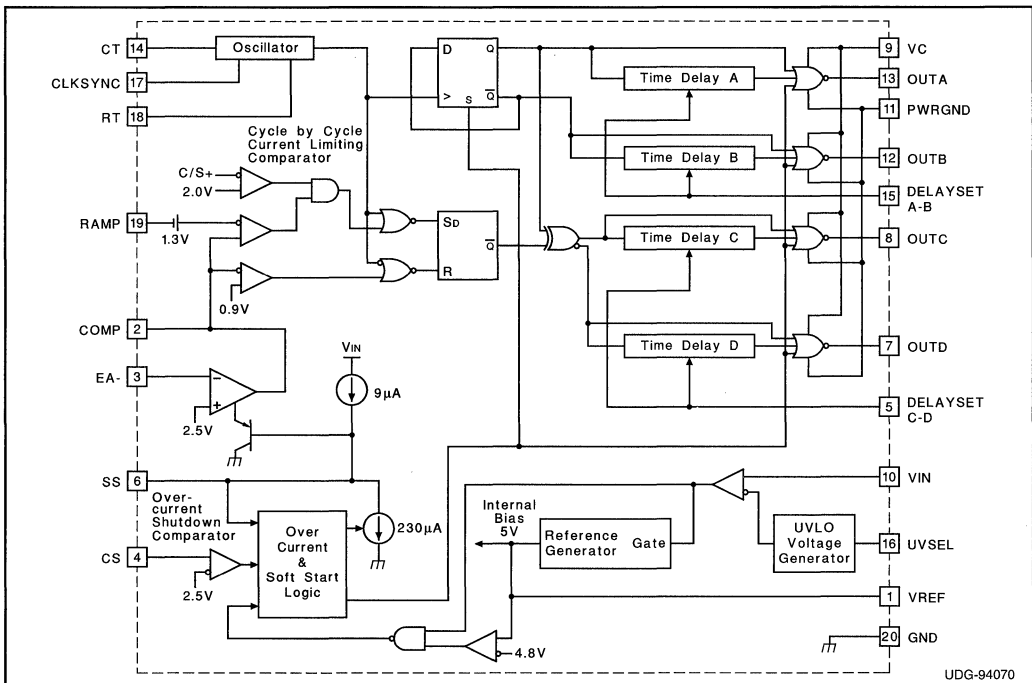 CT 14
Oscillator
CLKSYNC 17
RT 18
D Q
> S Q
Time Delay A
9 VC
13 OUTA
11 PWRGND
Cycle by Cycle
Current Limiting
Comparator
C/S+
2.0V
RAMP 19
1.3V
0.9V
SD
R
Q
Time Delay B
12 OUTB
15 DELAYSET
A-B
Time Delay C
8 OUTC
COMP 2
Time Delay D
7 OUTD
EA- 3
2.5V
VIN
9µA
5 DELAYSET
C-D
SS 6
Over-
current
Shutdown
Comparator
CS 4
2.5V
Over
Current
&
Soft Start
Logic
230µA
Internal
Bias
5V
Reference
Generator
Gate
UVLO
Voltage
Generator
10 VIN
16 UVSEL
1 VREF
4.8V
20 GND
UDG-94070